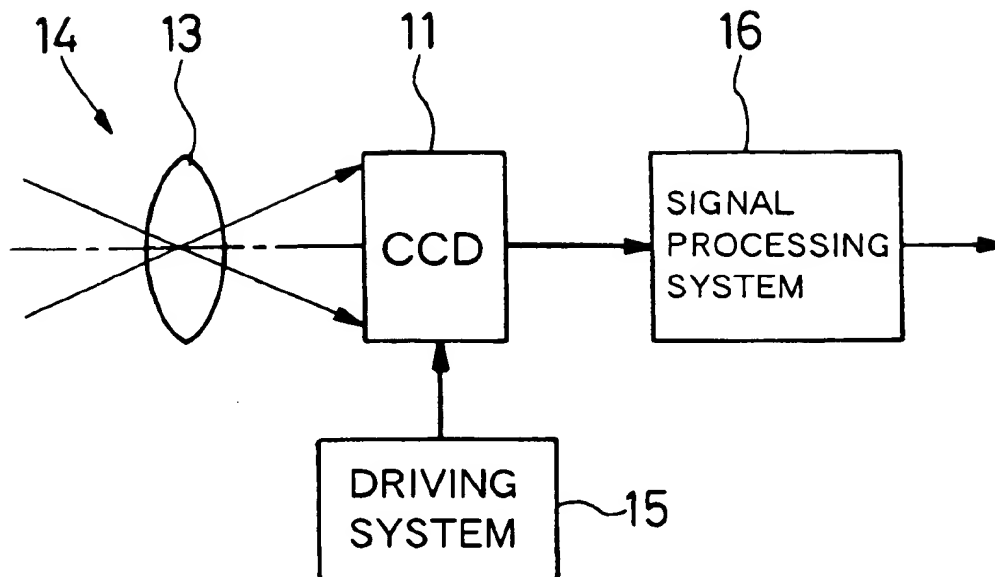 14
13
11
16
CCD
SIGNAL
PROCESSING
SYSTEM
DRIVING
SYSTEM
15